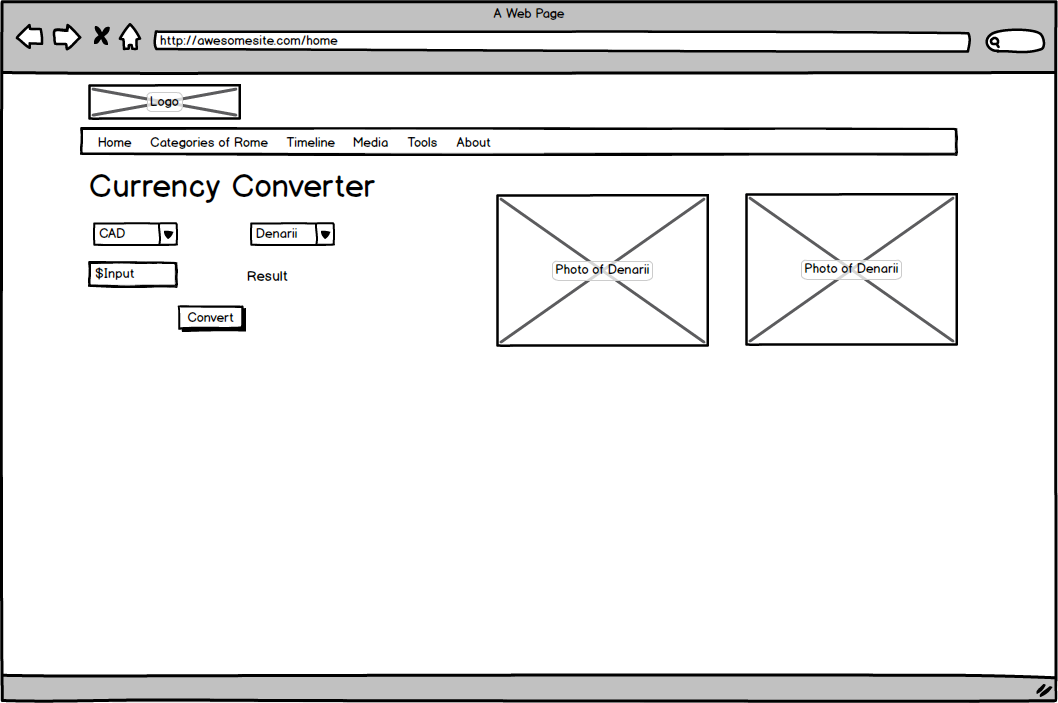 A Web Page
http://awesomesite.com/home
Logo
Home Categories of Rome Timeline Media Tools About
Currency Converter
CAD Denarii
$Input Result
Convert
Photo of Denarii
Photo of Denarii